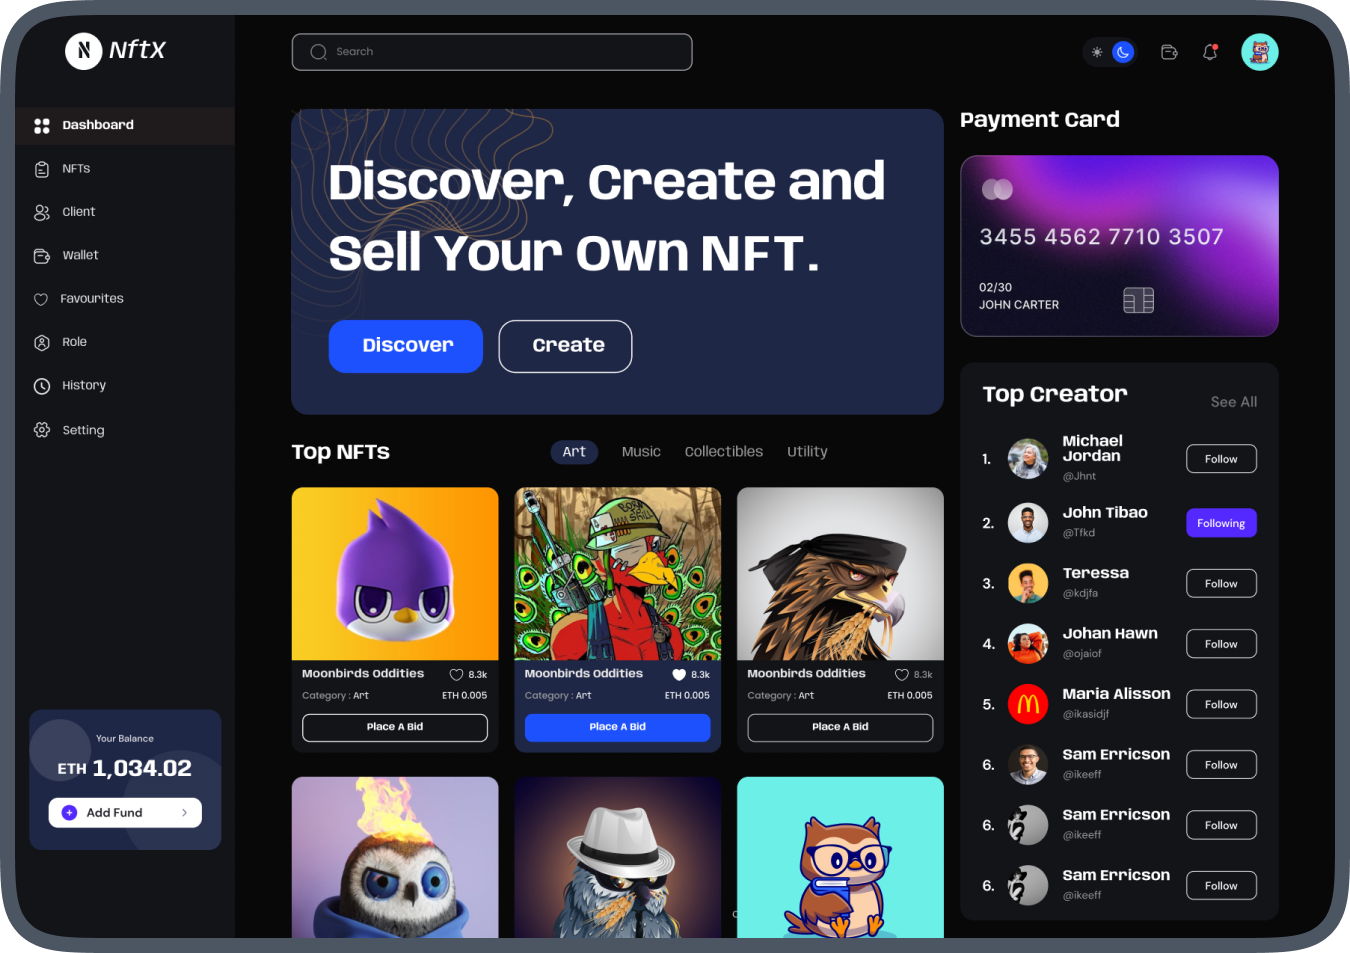 NftX
Search
Dashboard
NFTs
Client
Wallet
Favourites
Role
History
Setting
Your Balance
ETH 1,034.02
Add Fund
Discover, Create and
Sell Your Own NFT.
Discover
Create
Top NFTs
Art
Music
Collectibles
Utility
BORN
SKILL
Moonbirds Oddities
8.3k
Category : Art
ETH 0.005
Place A Bid
Moonbirds Oddities
8.3k
Category : Art
ETH 0.005
Place A Bid
Moonbirds Oddities
8.3k
Category : Art
ETH 0.005
Place A Bid
Payment Card
3455 4562 7710 3507
02/30
JOHN CARTER
Top Creator
See All
1.
Michael
Jordan
@Jhnt
Follow
2.
John Tibao
@Tfkd
Following
3.
Teressa
@kdjfa
Follow
4.
Johan Hawn
@ojaiof
Follow
5.
Maria Alisson
@ikasidjf
Follow
6.
Sam Erricson
@ikeeff
Follow
6.
Sam Erricson
@ikeeff
Follow
6.
Sam Erricson
@ikeeff
Follow